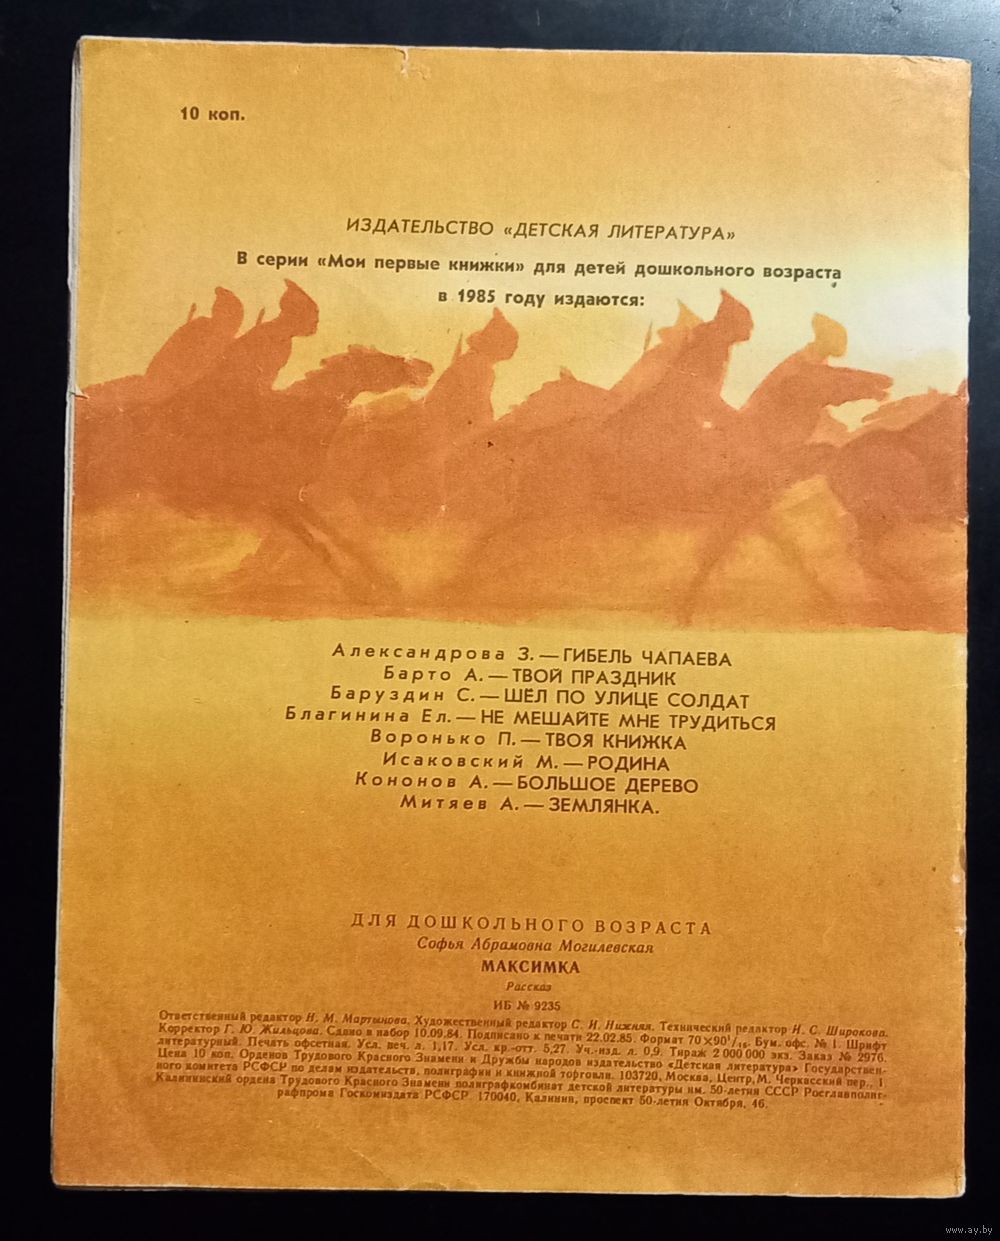 10 коп.
ИЗДАТЕЛЬСТВО «ДЕТСКАЯ ЛИТЕРАТУРА»
В серии «Мои первые книжки» для детей дошкольного возраста
в 1985 году издаются:
Александрова З. — ГИБЕЛЬ ЧАПАЕВА
Барто А. — ТВОЙ ПРАЗДНИК
Баруздин С. — ШЁЛ ПО УЛИЦЕ СОЛДАТ
Благинина Ел. — НЕ МЕШАЙТЕ МНЕ ТРУДИТЬСЯ
Воронько П. — ТВОЯ КНИЖКА
Исаковский М. — РОДИНА
Кононов А. — БОЛЬШОЕ ДЕРЕВО
Митяев А. — ЗЕМЛЯНКА.
ДЛЯ ДОШКОЛЬНОГО ВОЗРАСТА
Софья Абрамовна Могилевская
МАКСИМКА
Рассказ
ИБ № 9235
Ответственный редактор Н. М. Мартынова. Художественный редактор С. И. Нижняя. Технический редактор И. С. Широкова.
Корректор Г. Ю. Жильцова. Сдано в набор 10.09.84. Подписано к печати 22.02.85. Формат 70×90¹/₁₆. Бум. офс. № 1. Шрифт
литературный. Печать офсетная. Усл. печ. л. 1,17. Усл. кр.-отт. 5,27. Уч.-изд. л. 0,9. Тираж 2 000 000 экз. Заказ № 2976.
Цена 10 коп. Орденов Трудового Красного Знамени и Дружбы народов издательство «Детская литература» Государствен-
ного комитета РСФСР по делам издательств, полиграфии и книжной торговли. 103720, Москва, Центр, М. Черкасский пер., 1
Калининский ордена Трудового Красного Знамени полиграфкомбинат детской литературы им. 50-летия СССР Росглавполиг-
рафпрома Госкомиздата РСФСР. 170040, Калинин, проспект 50-летия Октября, 46.
www.ay.by